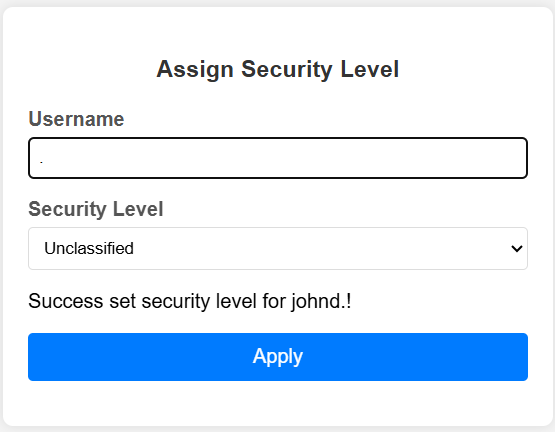 Assign Security Level
Username
.
Security Level
Unclassified
Success set security level for johnd.!
Apply